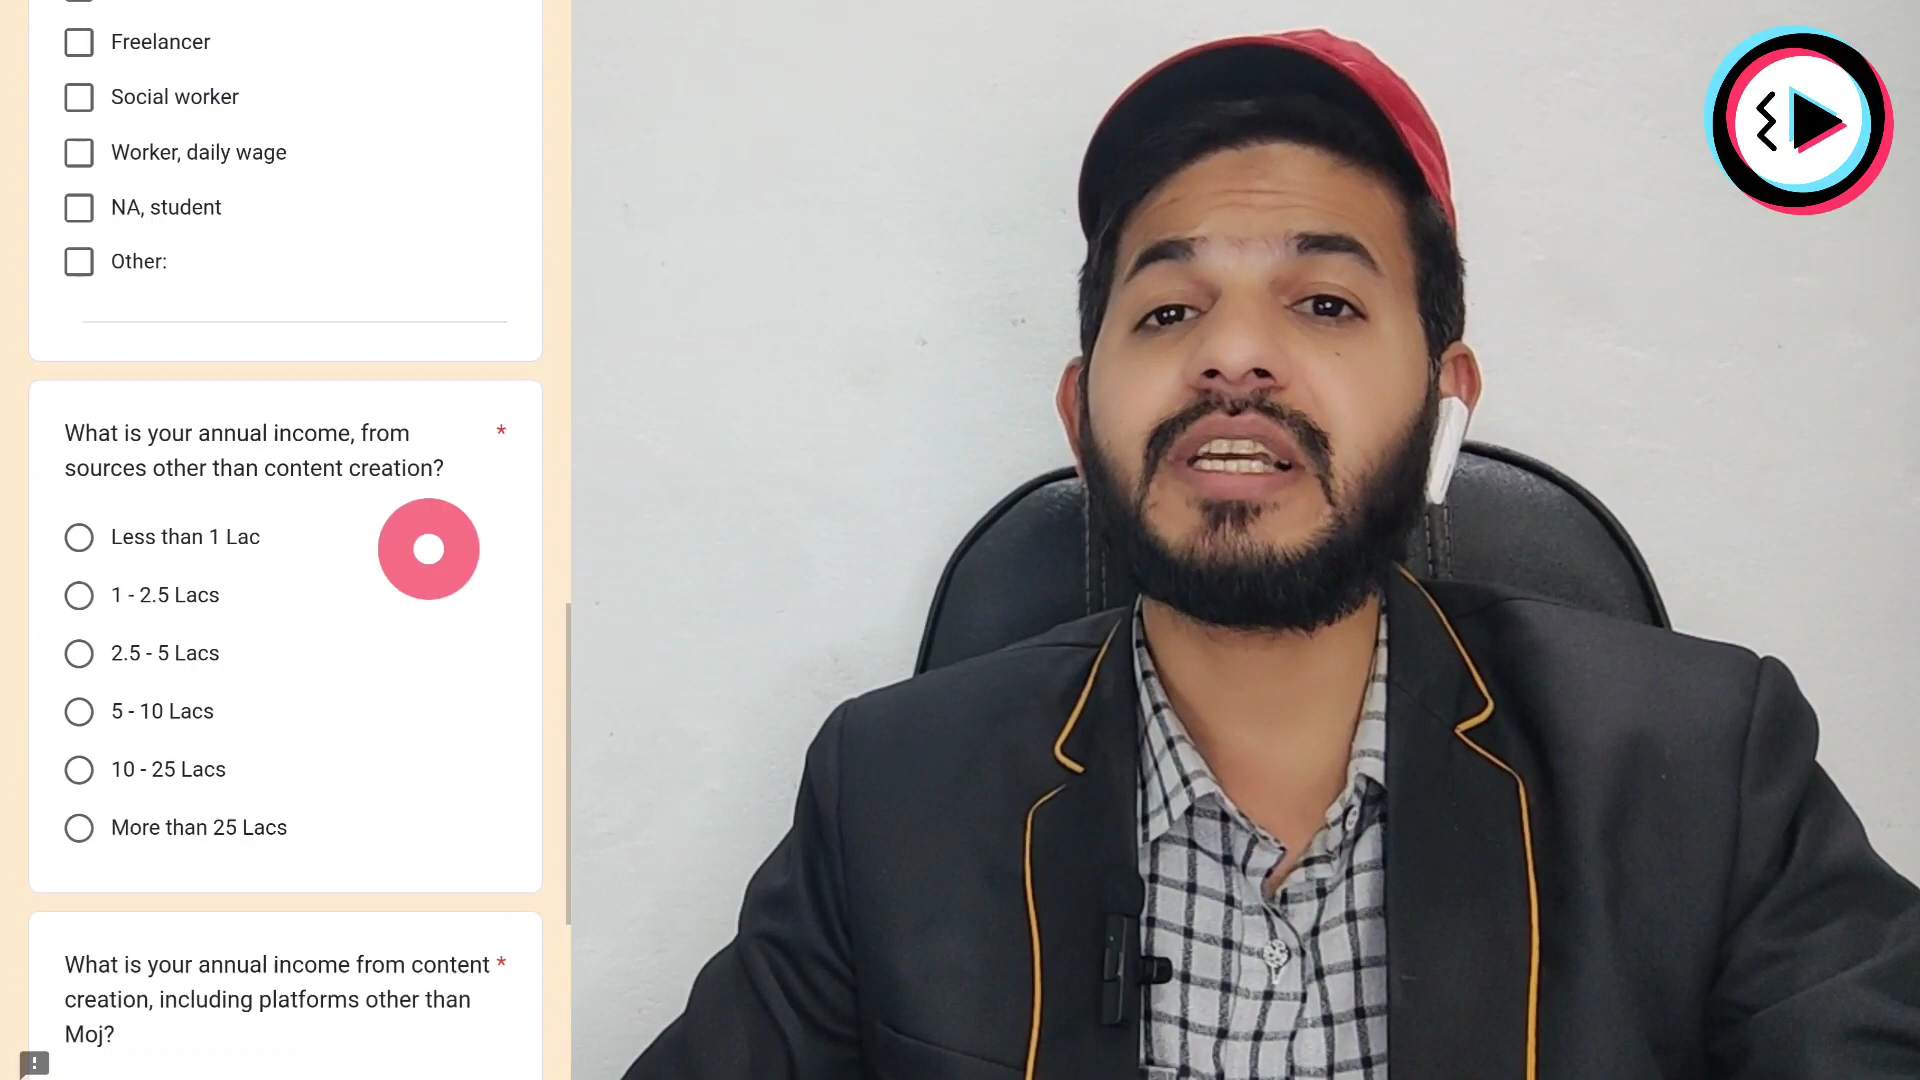 Freelancer
Social worker
Worker, daily wage
NA, student
Other:
What is your annual income, from *
sources other than content creation?
Less than 1 Lac
1 - 2.5 Lacs
2.5 - 5 Lacs
5 - 10 Lacs
10 - 25 Lacs
More than 25 Lacs
What is your annual income from content *
creation, including platforms other than
Moj?